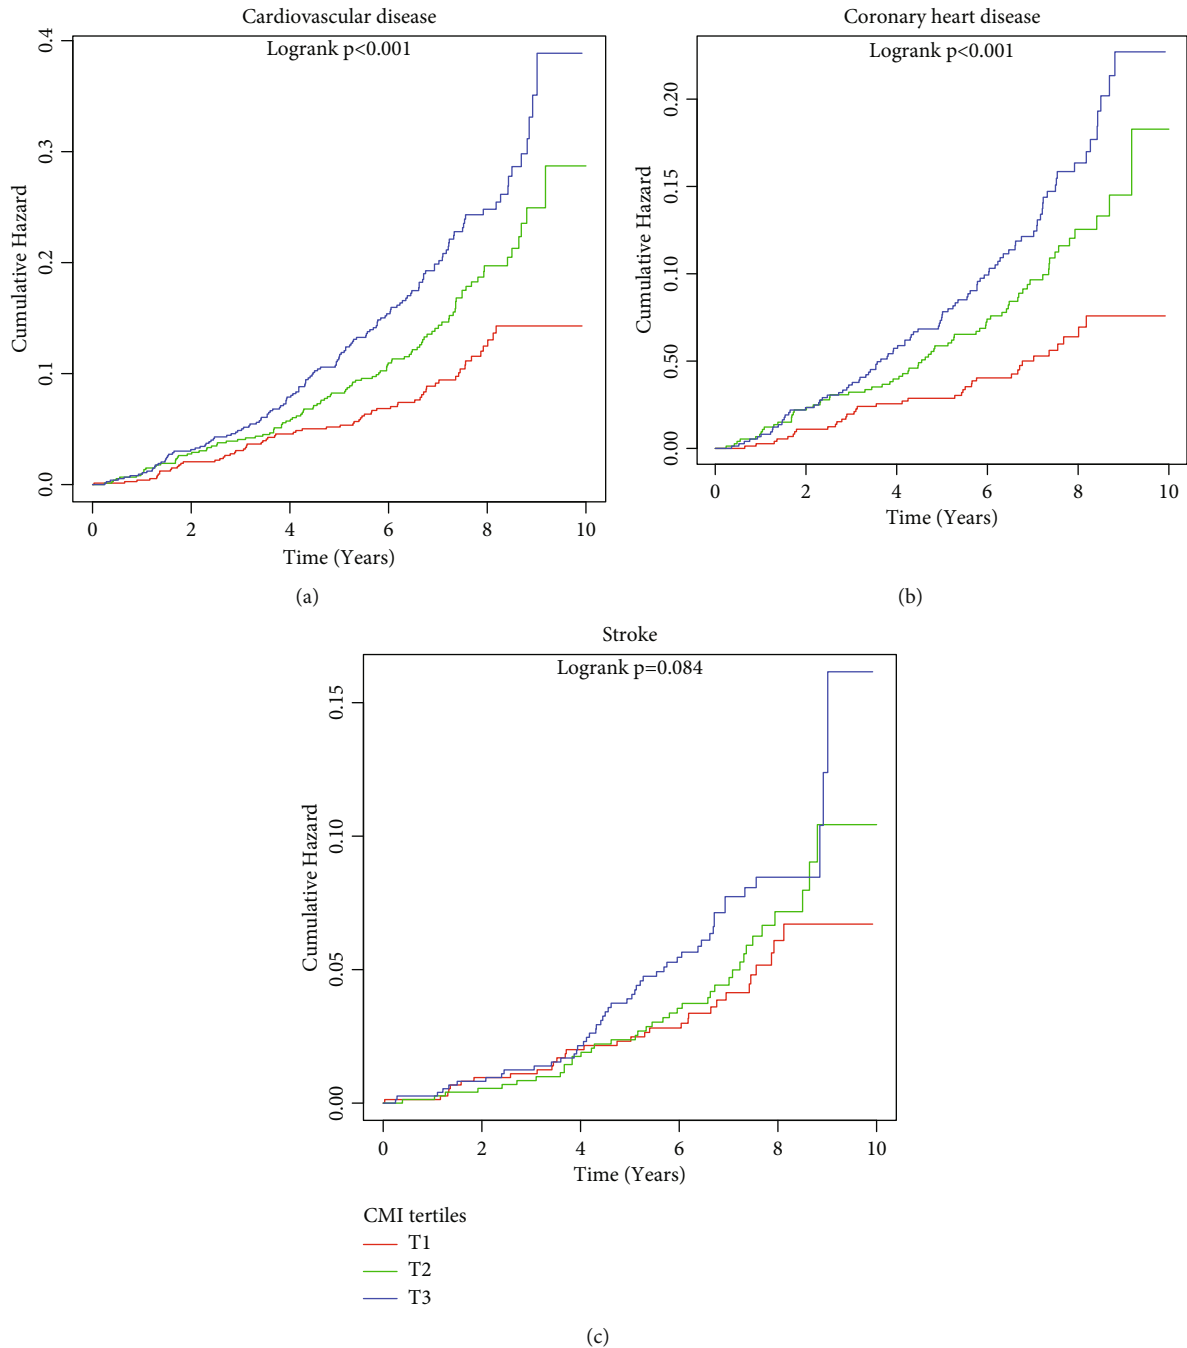 Cardiovascular disease
Logrank p<0.001
Cumulative Hazard
0.4
0.3
0.2
0.1
0.0
0 2 4 6 8 10
Time (Years)
(a)
Coronary heart disease
Logrank p<0.001
Cumulative Hazard
0.20
0.15
0.10
0.50
0.00
0 2 4 6 8 10
Time (Years)
(b)
Stroke
Logrank p=0.084
Cumulative Hazard
0.15
0.10
0.05
0.00
0 2 4 6 8 10
Time (Years)
CMI tertiles
T1
T2
T3
(c)